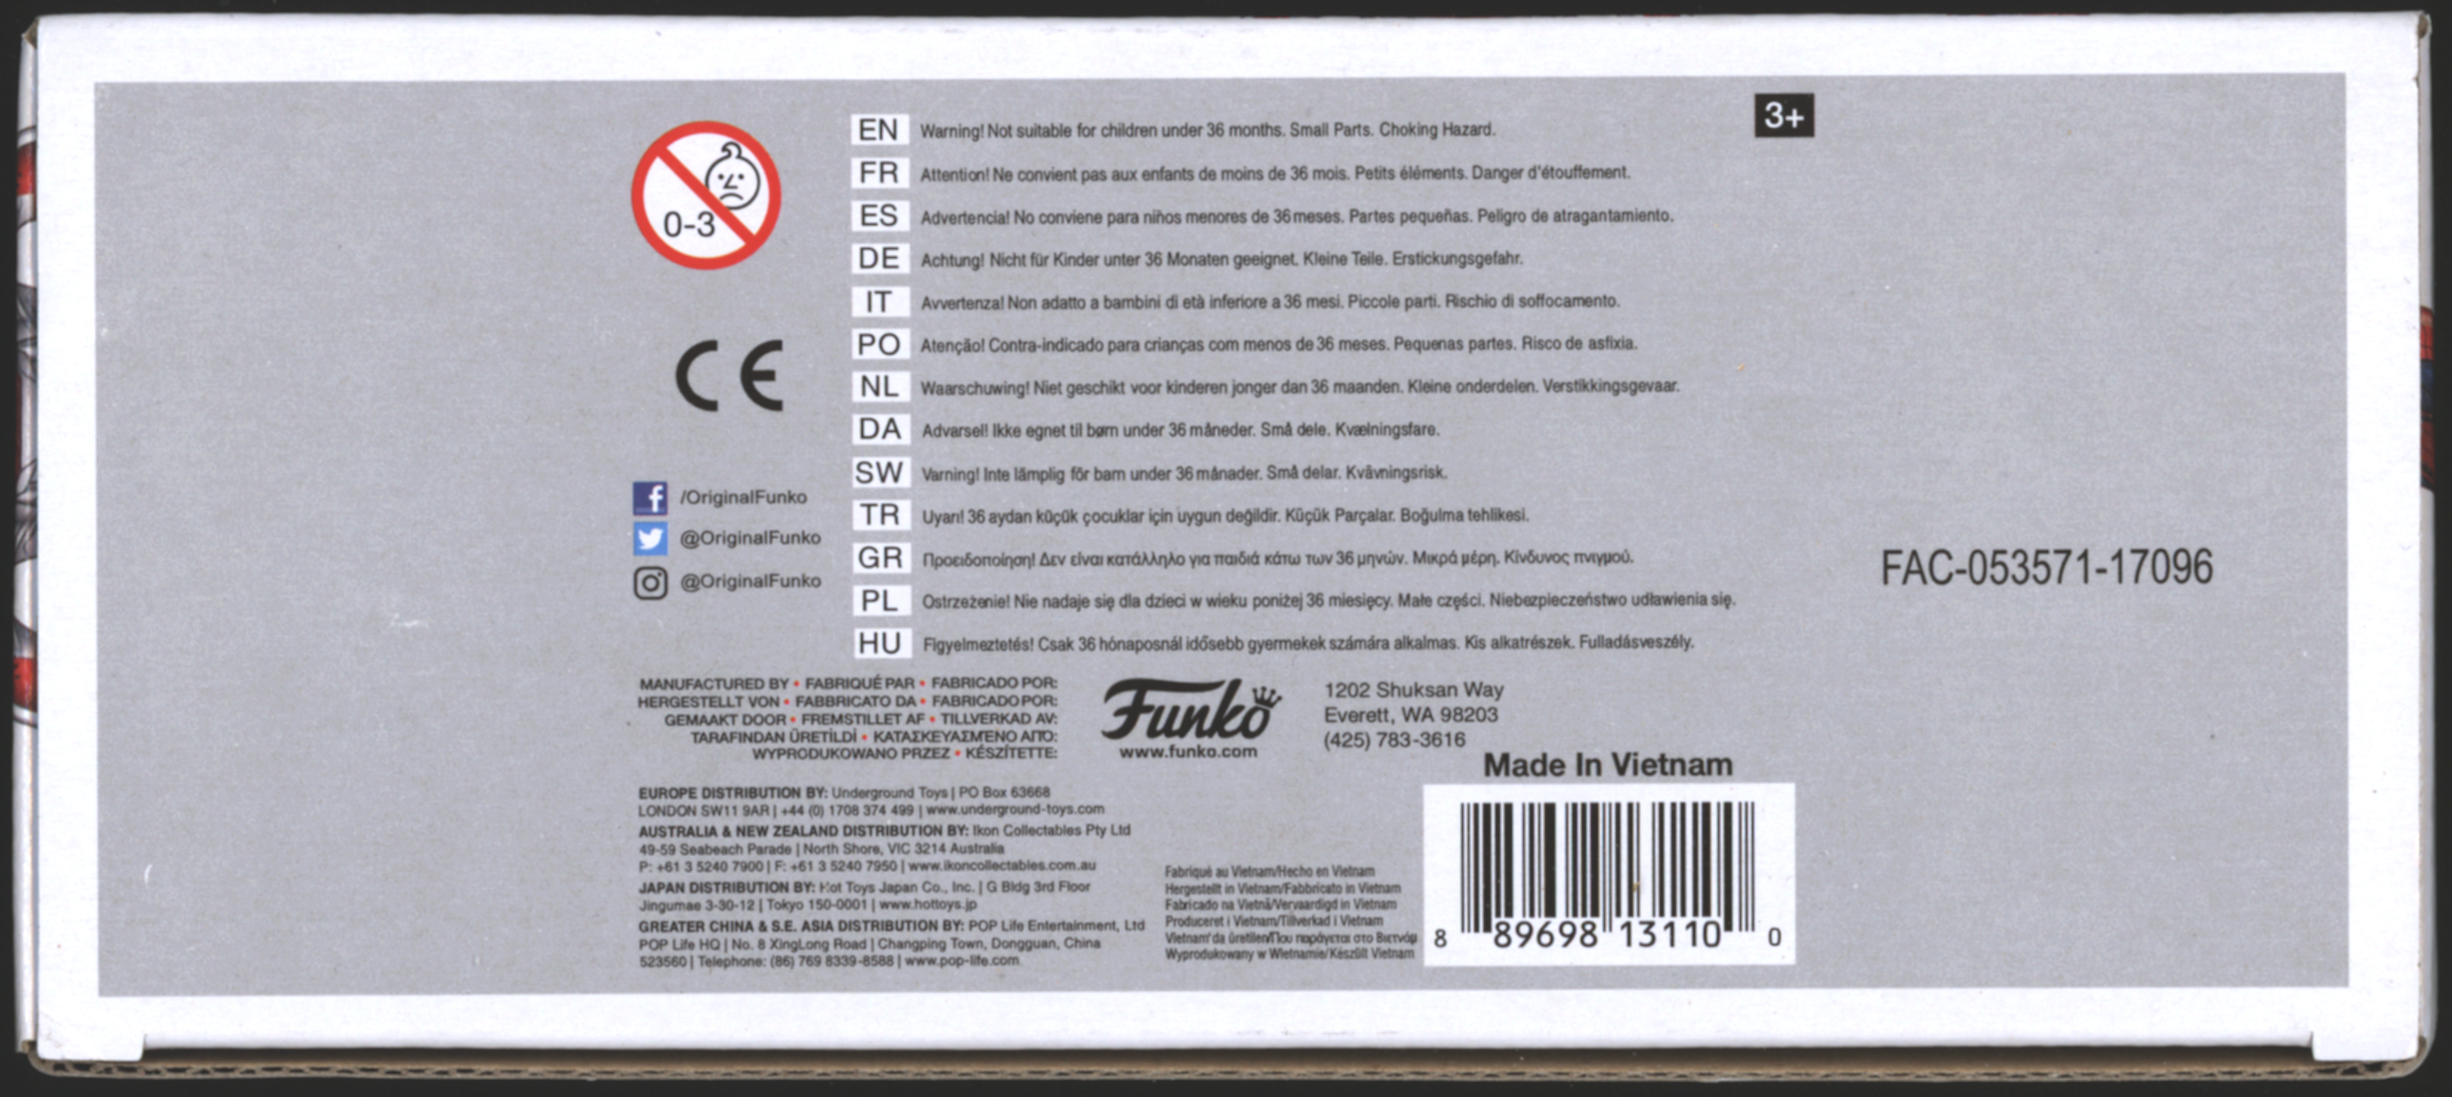 0-3
EN Warning! Not suitable for children under 36 months. Small Parts. Choking Hazard.
3+
FR Attention! Ne convient pas aux enfants de moins de 36 mois. Petits éléments. Danger d'étouffement.
ES Advertencia! No conviene para niños menores de 36 meses. Partes pequeñas. Peligro de atragantamiento.
DE Achtung! Nicht für Kinder unter 36 Monaten geeignet. Kleine Teile. Erstickungsgefahr.
IT Avvertenza! Non adatto a bambini di età inferiore a 36 mesi. Piccole parti. Rischio di soffocamento.
PO Atenção! Contra-indicado para crianças com menos de 36 meses. Pequenas partes. Risco de asfixia.
NL Waarschuwing! Niet geschikt voor kinderen jonger dan 36 maanden. Kleine onderdelen. Verstikkingsgevaar.
DA Advarsel! Ikke egnet til børn under 36 måneder. Små dele. Kvælningsfare.
SW Varning! Inte lämplig för barn under 36 månader. Små delar. Kvävningsrisk.
TR Uyarı! 36 aydan küçük çocuklar için uygun değildir. Küçük Parçalar. Boğulma tehlikesi.
GR Προειδοποίηση! Δεν είναι κατάλληλο για παιδιά κάτω των 36 μηνών. Μικρά μέρη. Κίνδυνος πνιγμού.
PL Ostrzeżenie! Nie nadaje się dla dzieci w wieku poniżej 36 miesięcy. Małe części. Niebezpieczeństwo udławienia się.
HU Figyelmeztetés! Csak 36 hónaposnál idősebb gyermekek számára alkalmas. Kis alkatrészek. Fulladásveszély.
CE
/OriginalFunko
@OriginalFunko
@OriginalFunko
FAC-053571-17096
MANUFACTURED BY • FABRIQUÉ PAR • FABRICADO POR:
HERGESTELLT VON • FABBRICATO DA • FABRICADO POR:
GEMAAKT DOOR • FREMSTILLET AF • TILLVERKAD AV:
TARAFINDAN ÜRETİLDİ • ΚΑΤΑΣΚΕΥΑΣΜΈΝΟ ΑΠΌ:
WYPRODUKOWANO PRZEZ • KÉSZÍTETTE:
Funko
www.funko.com
1202 Shuksan Way
Everett, WA 98203
(425) 783-3616
Made In Vietnam
EUROPE DISTRIBUTION BY: Underground Toys | PO Box 63668
LONDON SW11 9AR | +44 (0) 1708 374 499 | www.underground-toys.com
AUSTRALIA & NEW ZEALAND DISTRIBUTION BY: Ikon Collectables Pty Ltd
49-59 Seabeach Parade | North Shore, VIC 3214 Australia
P: +61 3 5240 7900 | F: +61 3 5240 7950 | www.ikoncollectables.com.au
JAPAN DISTRIBUTION BY: Hot Toys Japan Co., Inc. | G Bldg 3rd Floor
Jingumae 3-30-12 | Tokyo 150-0001 | www.hottoys.jp
GREATER CHINA & S.E. ASIA DISTRIBUTION BY: POP Life Entertainment, Ltd
POP Life HQ | No. 8 XingLong Road | Changping Town, Dongguan, China
523560 | Telephone: (86) 769 8339-8588 | www.pop-life.com
Fabriqué au Vietnam/Hecho en Vietnam
Hergestellt in Vietnam/Fabbricato in Vietnam
Fabricado na Vietnã/Vervaardigd in Vietnam
Produceret i Vietnam/Tillverkad i Vietnam
Vietnam'da üretilen/Που παράγεται στο Βιετνάμ
Wyprodukowany w Wietnamie/Készült Vietnam
8 89698 13110 0